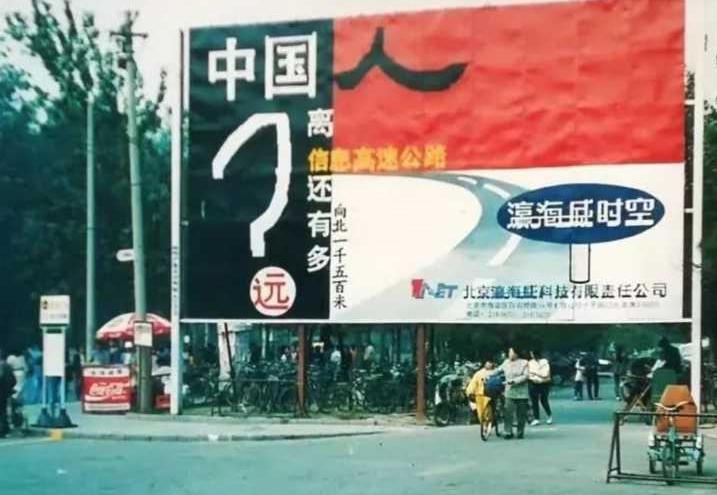 中国人
离
信息高速公路
还有多
远
?
向北一千五百米
瀛海威时空
北京瀛海威科技有限责任公司
Coca-Cola